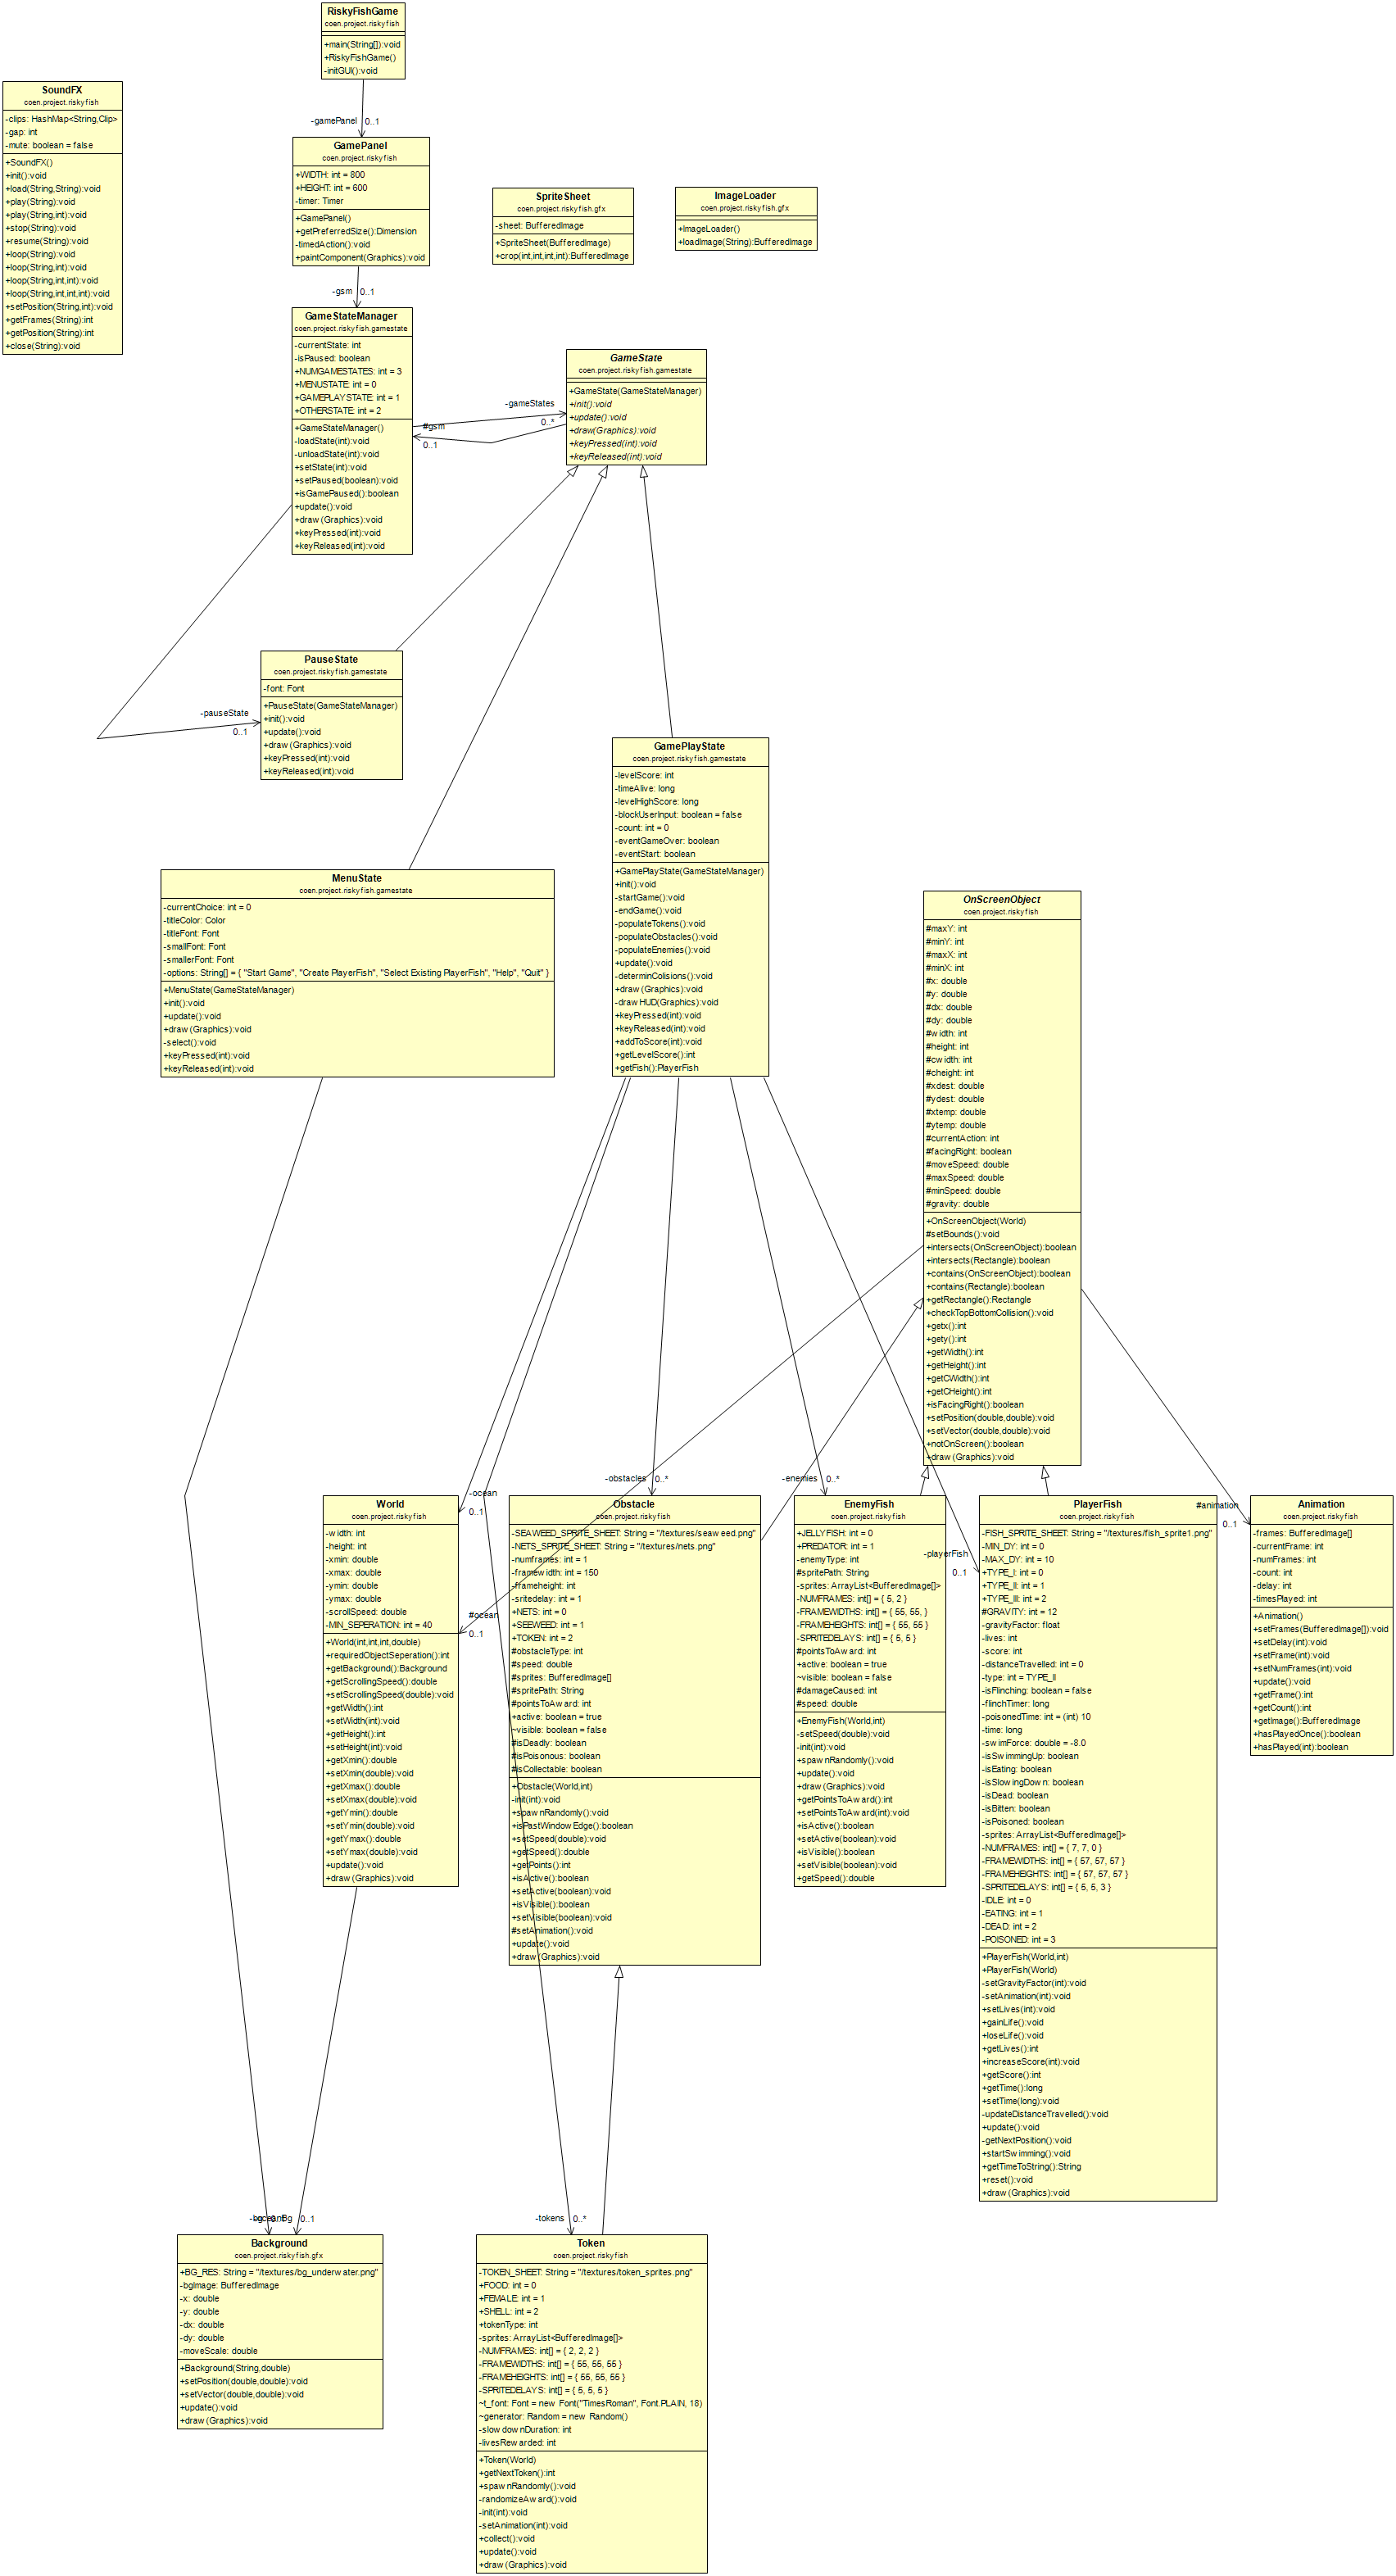 RiskyFishGame
coen.project.riskyfish
+main(String[]):void
+RiskyFishGame()
-initGUI():void
SoundFX
coen.project.riskyfish
-clips: HashMap<String,Clip>
-gap: int
-mute: boolean = false
+SoundFX()
+init():void
+load(String,String):void
+play(String):void
+play(String,int):void
+stop(String):void
+resume(String):void
+loop(String):void
+loop(String,int):void
+loop(String,int,int):void
+loop(String,int,int,int):void
+setPosition(String,int):void
+getFrames(String):int
+getPosition(String):int
+close(String):void
-gamePanel
0..1
GamePanel
coen.project.riskyfish
+WIDTH: int = 800
+HEIGHT: int = 600
-timer: Timer
+GamePanel()
+getPreferredSize():Dimension
-timedAction():void
+paintComponent(Graphics):void
SpriteSheet
coen.project.riskyfish.gfx
-sheet: BufferedImage
+SpriteSheet(BufferedImage)
+crop(int,int,int,int):BufferedImage
ImageLoader
coen.project.riskyfish.gfx
+ImageLoader()
+loadImage(String):BufferedImage
-gsm
0..1
GameStateManager
coen.project.riskyfish.gamestate
-currentState: int
-isPaused: boolean
+NUMGAMESTATES: int = 3
+MENUSTATE: int = 0
+GAMEPLAYSTATE: int = 1
+OTHERSTATE: int = 2
+GameStateManager()
-loadState(int):void
-unloadState(int):void
+setState(int):void
+setPaused(boolean):void
+isGamePaused():boolean
+update():void
+draw(Graphics):void
+keyPressed(int):void
+keyReleased(int):void
-gameStates
0..*
#gsm
0..1
GameState
coen.project.riskyfish.gamestate
+GameState(GameStateManager)
+init():void
+update():void
+draw(Graphics):void
+keyPressed(int):void
+keyReleased(int):void
-pauseState
0..1
PauseState
coen.project.riskyfish.gamestate
-font: Font
+PauseState(GameStateManager)
+init():void
+update():void
+draw(Graphics):void
+keyPressed(int):void
+keyReleased(int):void
GamePlayState
coen.project.riskyfish.gamestate
-levelScore: int
-timeAlive: long
-levelHighScore: long
-blockUserInput: boolean = false
-count: int = 0
-eventGameOver: boolean
-eventStart: boolean
+GamePlayState(GameStateManager)
+init():void
-startGame():void
-endGame():void
-populateTokens():void
-populateObstacles():void
-populateEnemies():void
+update():void
-determinColisions():void
+draw(Graphics):void
-drawHUD(Graphics):void
+keyPressed(int):void
+keyReleased(int):void
+addToScore(int):void
+getLevelScore():int
+getFish():PlayerFish
MenuState
coen.project.riskyfish.gamestate
-currentChoice: int = 0
-titleColor: Color
-titleFont: Font
-smallFont: Font
-smallerFont: Font
-options: String[] = { "Start Game", "Create PlayerFish", "Select Existing PlayerFish", "Help", "Quit" }
+MenuState(GameStateManager)
+init():void
+update():void
+draw(Graphics):void
-select():void
+keyPressed(int):void
+keyReleased(int):void
OnScreenObject
coen.project.riskyfish
#maxY: int
#minY: int
#maxX: int
#minX: int
#x: double
#y: double
#dx: double
#dy: double
#width: int
#height: int
#cwidth: int
#cheight: int
#xdest: double
#ydest: double
#xtemp: double
#ytemp: double
#currentAction: int
#facingRight: boolean
#moveSpeed: double
#maxSpeed: double
#minSpeed: double
#gravity: double
+OnScreenObject(World)
#setBounds():void
+intersects(OnScreenObject):boolean
+intersects(Rectangle):boolean
+contains(OnScreenObject):boolean
+contains(Rectangle):boolean
+getRectangle():Rectangle
+checkTopBottomCollision():void
+getx():int
+gety():int
+getWidth():int
+getHeight():int
+getCWidth():int
+getCHeight():int
+isFacingRight():boolean
+setPosition(double,double):void
+setVector(double,double):void
+notOnScreen():boolean
+draw(Graphics):void
-ocean
0..1
#ocean
0..1
World
coen.project.riskyfish
-width: int
-height: int
-xmin: double
-xmax: double
-ymin: double
-ymax: double
-scrollSpeed: double
-MIN_SEPERATION: int = 40
+World(int,int,int,double)
+requiredObjectSeperation():int
+getBackground():Background
+getScrollingSpeed():double
+setScrollingSpeed(double):void
+getWidth():int
+setWidth(int):void
+getHeight():int
+setHeight(int):void
+getXmin():double
+setXmin(double):void
+getXmax():double
+setXmax(double):void
+getYmin():double
+setYmin(double):void
+getYmax():double
+setYmax(double):void
+update():void
+draw(Graphics):void
-obstacles
0..*
Obstacle
coen.project.riskyfish
-SEAWEED_SPRITE_SHEET: String = "/textures/seaweed.png"
-NETS_SPRITE_SHEET: String = "/textures/nets.png"
-numframes: int = 1
-framewidth: int = 150
-frameheight: int
-sritedelay: int = 1
+NETS: int = 0
+SEEWEED: int = 1
+TOKEN: int = 2
#obstacleType: int
#speed: double
#sprites: BufferedImage[]
#spritePath: String
#pointsToAward: int
+active: boolean = true
~visible: boolean = false
#isDeadly: boolean
#isPoisonous: boolean
#isCollectable: boolean
+Obstacle(World,int)
-init(int):void
+spawnRandomly():void
+isPastWindowEdge():boolean
+setSpeed(double):void
+getSpeed():double
+getPoints():int
+isActive():boolean
+setActive(boolean):void
+isVisible():boolean
+setVisible(boolean):void
#setAnimation():void
+update():void
+draw(Graphics):void
-enemies
0..*
EnemyFish
coen.project.riskyfish
+JELLYFISH: int = 0
+PREDATOR: int = 1
-enemyType: int
#spritePath: String
-sprites: ArrayList<BufferedImage[]>
-NUMFRAMES: int[] = { 5, 2 }
-FRAMEWIDTHS: int[] = { 55, 55, }
-FRAMEHEIGHTS: int[] = { 55, 55 }
-SPRITEDELAYS: int[] = { 5, 5 }
#pointsToAward: int
+active: boolean = true
~visible: boolean = false
#damageCaused: int
#speed: double
+EnemyFish(World,int)
-setSpeed(double):void
-init(int):void
+spawnRandomly():void
+update():void
+draw(Graphics):void
+getPointsToAward():int
+setPointsToAward(int):void
+isActive():boolean
+setActive(boolean):void
+isVisible():boolean
+setVisible(boolean):void
+getSpeed():double
-playerFish
0..1
PlayerFish
coen.project.riskyfish
-FISH_SPRITE_SHEET: String = "/textures/fish_sprite1.png"
-MIN_DY: int = 0
-MAX_DY: int = 10
+TYPE_I: int = 0
+TYPE_II: int = 1
+TYPE_III: int = 2
#GRAVITY: int = 12
-gravityFactor: float
-lives: int
-score: int
-distanceTravelled: int = 0
-type: int = TYPE_II
-isFlinching: boolean = false
-flinchTimer: long
-poisonedTime: int = (int) 10
-time: long
-swimForce: double = -8.0
-isSwimmingUp: boolean
-isEating: boolean
-isSlowingDown: boolean
-isDead: boolean
-isBitten: boolean
-isPoisoned: boolean
-sprites: ArrayList<BufferedImage[]>
-NUMFRAMES: int[] = { 7, 7, 0 }
-FRAMEWIDTHS: int[] = { 57, 57, 57 }
-FRAMEHEIGHTS: int[] = { 57, 57, 57 }
-SPRITEDELAYS: int[] = { 5, 5, 3 }
-IDLE: int = 0
-EATING: int = 1
-DEAD: int = 2
-POISONED: int = 3
+PlayerFish(World,int)
+PlayerFish(World)
-setGravityFactor(int):void
-setAnimation(int):void
+setLives(int):void
+gainLife():void
+loseLife():void
+getLives():int
+increaseScore(int):void
+getScore():int
+getTime():long
+setTime(long):void
-updateDistanceTravelled():void
+update():void
-getNextPosition():void
+startSwimming():void
+getTimeToString():String
+reset():void
+draw(Graphics):void
#animation
0..1
Animation
coen.project.riskyfish
-frames: BufferedImage[]
-currentFrame: int
-numFrames: int
-count: int
-delay: int
-timesPlayed: int
+Animation()
+setFrames(BufferedImage[]):void
+setDelay(int):void
+setFrame(int):void
+setNumFrames(int):void
+update():void
+getFrame():int
+getCount():int
+getImage():BufferedImage
+hasPlayedOnce():boolean
+hasPlayed(int):boolean
0..1
Background
coen.project.riskyfish.gfx
+BG_RES: String = "/textures/bg_underwater.png"
-bgImage: BufferedImage
-x: double
-y: double
-dx: double
-dy: double
-moveScale: double
+Background(String,double)
+setPosition(double,double):void
+setVector(double,double):void
+update():void
+draw(Graphics):void
-tokens
0..*
Token
coen.project.riskyfish
-TOKEN_SHEET: String = "/textures/token_sprites.png"
+FOOD: int = 0
+FEMALE: int = 1
+SHELL: int = 2
+tokenType: int
-sprites: ArrayList<BufferedImage[]>
-NUMFRAMES: int[] = { 2, 2, 2 }
-FRAMEWIDTHS: int[] = { 55, 55, 55 }
-FRAMEHEIGHTS: int[] = { 55, 55, 55 }
-SPRITEDELAYS: int[] = { 5, 5, 5 }
~t_font: Font = new Font("TimesRoman", Font.PLAIN, 18)
~generator: Random = new Random()
-slowdownDuration: int
-livesRewarded: int
+Token(World)
+getNextToken():int
+spawnRandomly():void
-randomizeAward():void
-init(int):void
-setAnimation(int):void
+collect():void
+update():void
+draw(Graphics):void